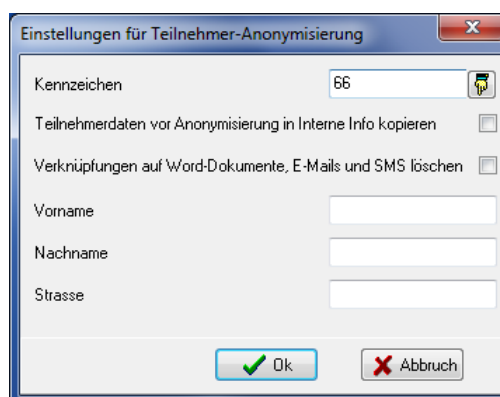 Einstellungen für Teilnehmer-Anonymisierung
Kennzeichen 66
Teilnehmerdaten vor Anonymisierung in Interne Info kopieren
Verknüpfungen auf Word-Dokumente, E-Mails und SMS löschen
Vorname
Nachname
Strasse
Ok Abbruch